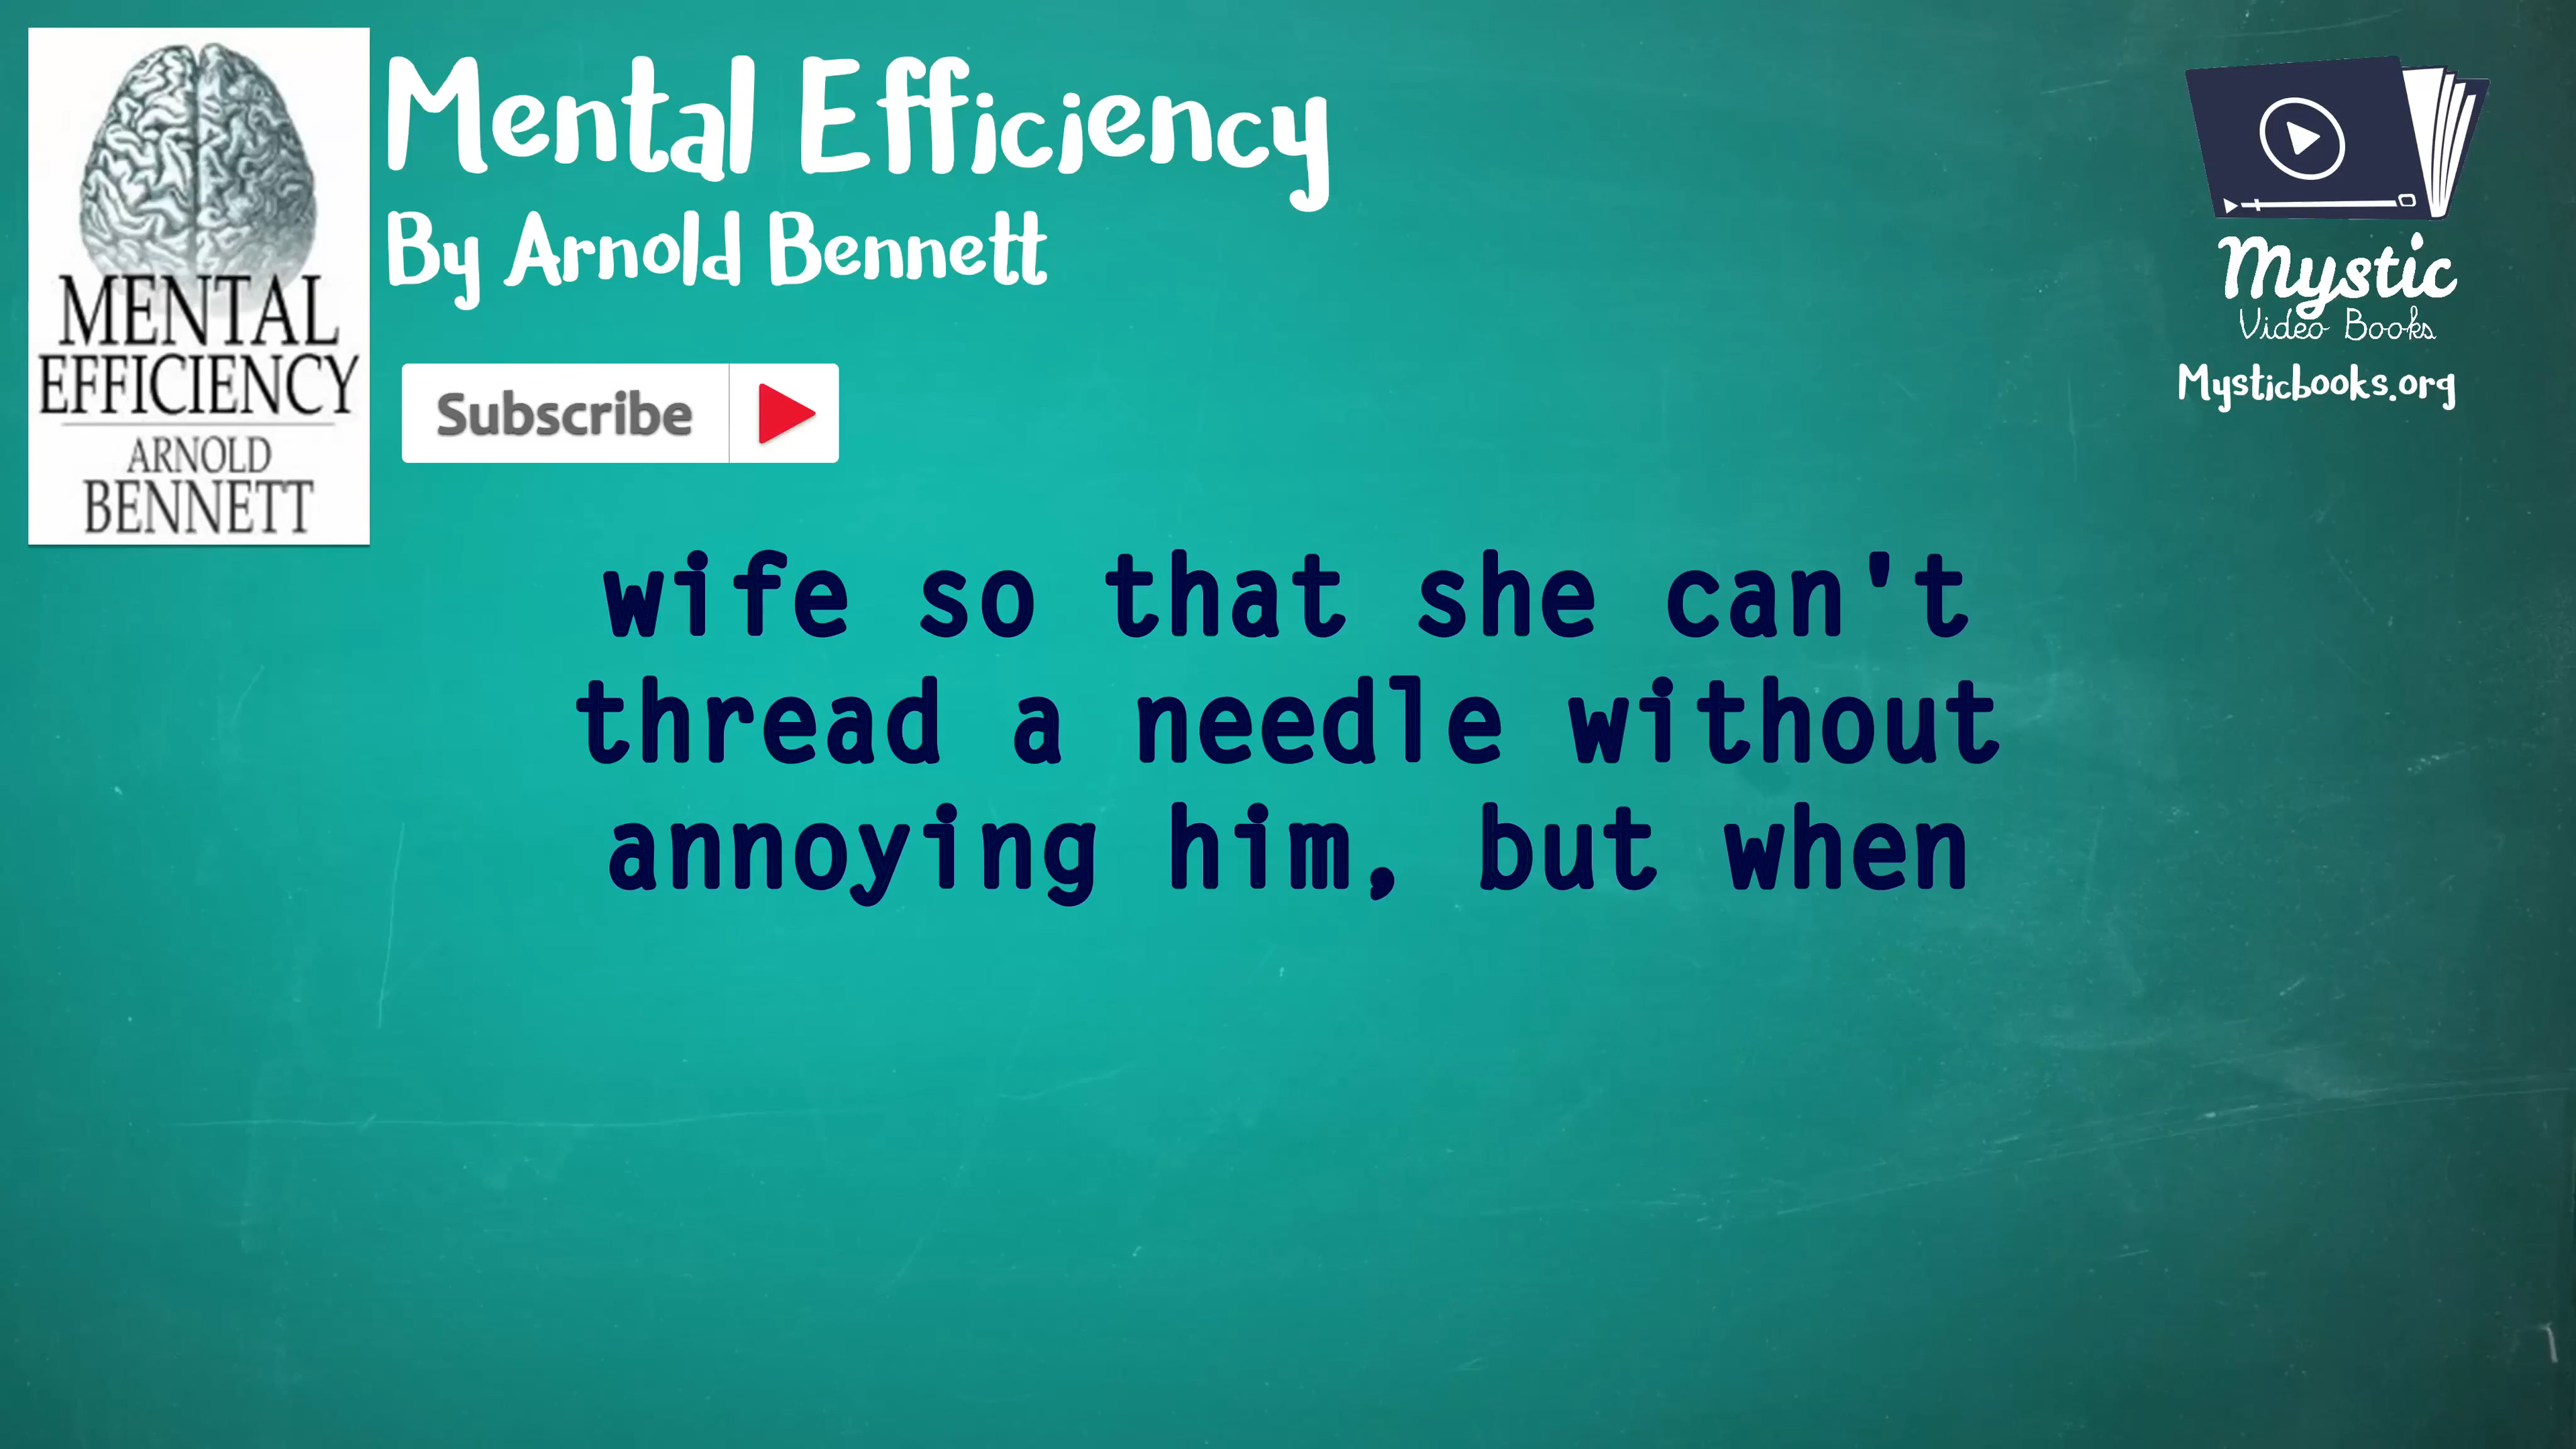 MENTAL
EFFICIENCY
ARNOLD
BENNETT
Mental Efficiency
By Arnold Bennett
Subscribe
Mystic
Video Books
Mysticbooks.org
wife so that she can't
thread a needle without
annoying him, but when